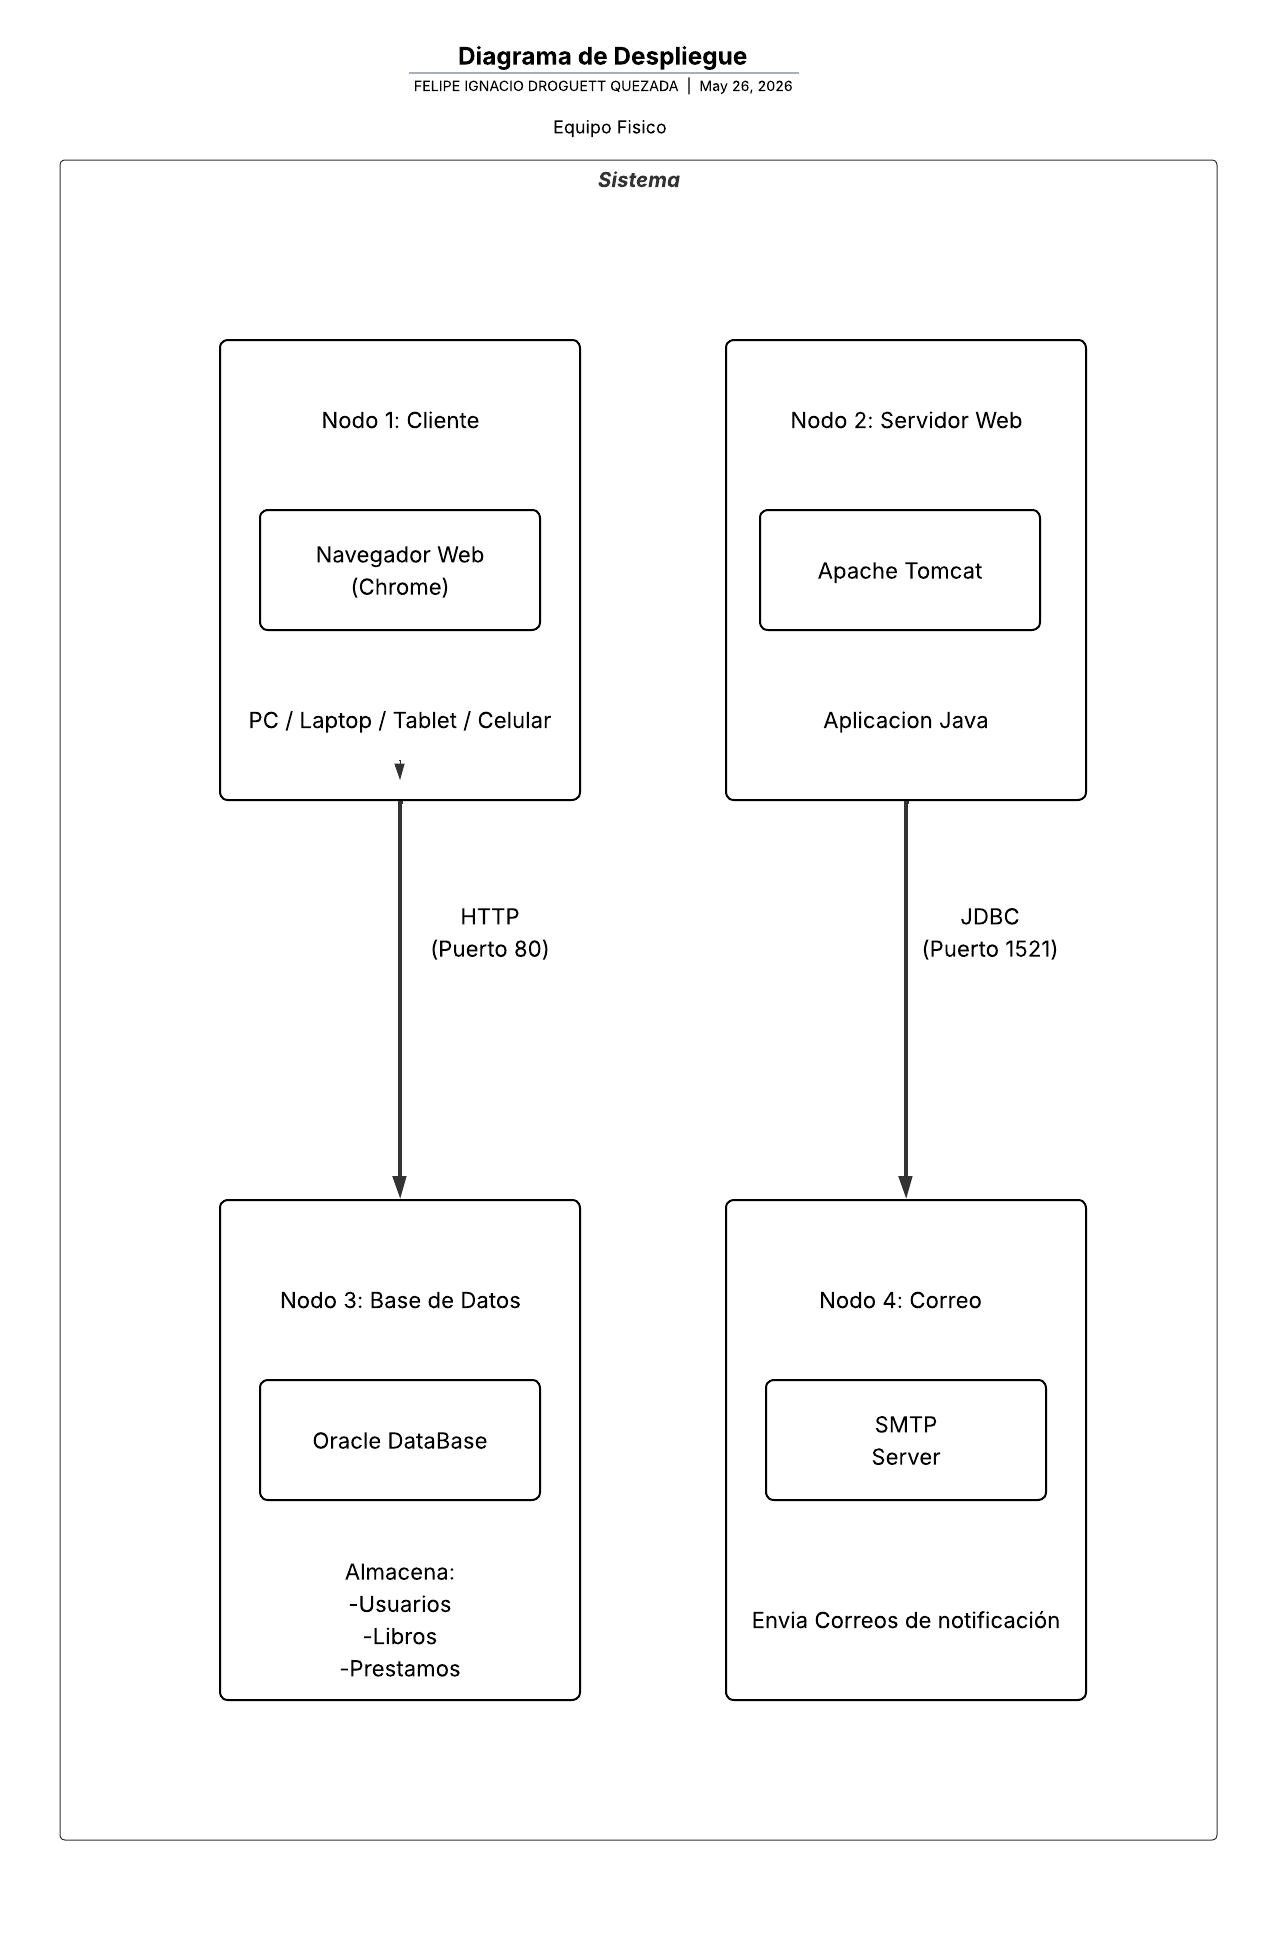 Diagrama de Despliegue
FELIPE IGNACIO DROGUETT QUEZADA | May 26, 2026
Equipo Fisico
Sistema
Nodo 1: Cliente
Navegador Web
(Chrome)
PC / Laptop / Tablet / Celular
Nodo 2: Servidor Web
Apache Tomcat
Aplicacion Java
HTTP
(Puerto 80)
JDBC
(Puerto 1521)
Nodo 3: Base de Datos
Oracle DataBase
Almacena:
-Usuarios
-Libros
-Prestamos
Nodo 4: Correo
SMTP
Server
Envia Correos de notificación